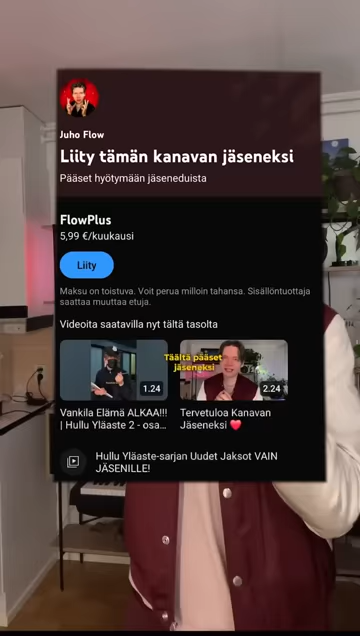 Juho Flow
Liity tämän kanavan jäseneksi
Pääset hyötymään jäseneduista
FlowPlus
5,99 €/kuukausi
Liity
Maksu on toistuva. Voit perua milloin tahansa. Sisällöntuottaja
saattaa muuttaa etuja.
Videoita saatavilla nyt tältä tasolta
Täältä pääset
jäseneksi
1.24
2.24
Vankila Elämä ALKAA!!!
| Hullu Yläaste 2 - osa...
Tervetuloa Kanavan
Jäseneksi ❤️
Hullu Yläaste-sarjan Uudet Jaksot VAIN
JÄSENILLE!